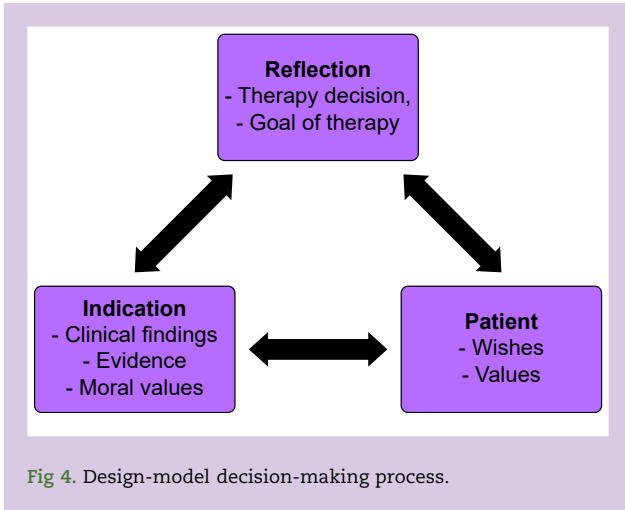 Reflection
- Therapy decision,
- Goal of therapy
Indication
- Clinical findings
- Evidence
- Moral values
Patient
- Wishes
- Values
Fig 4. Design-model decision-making process.